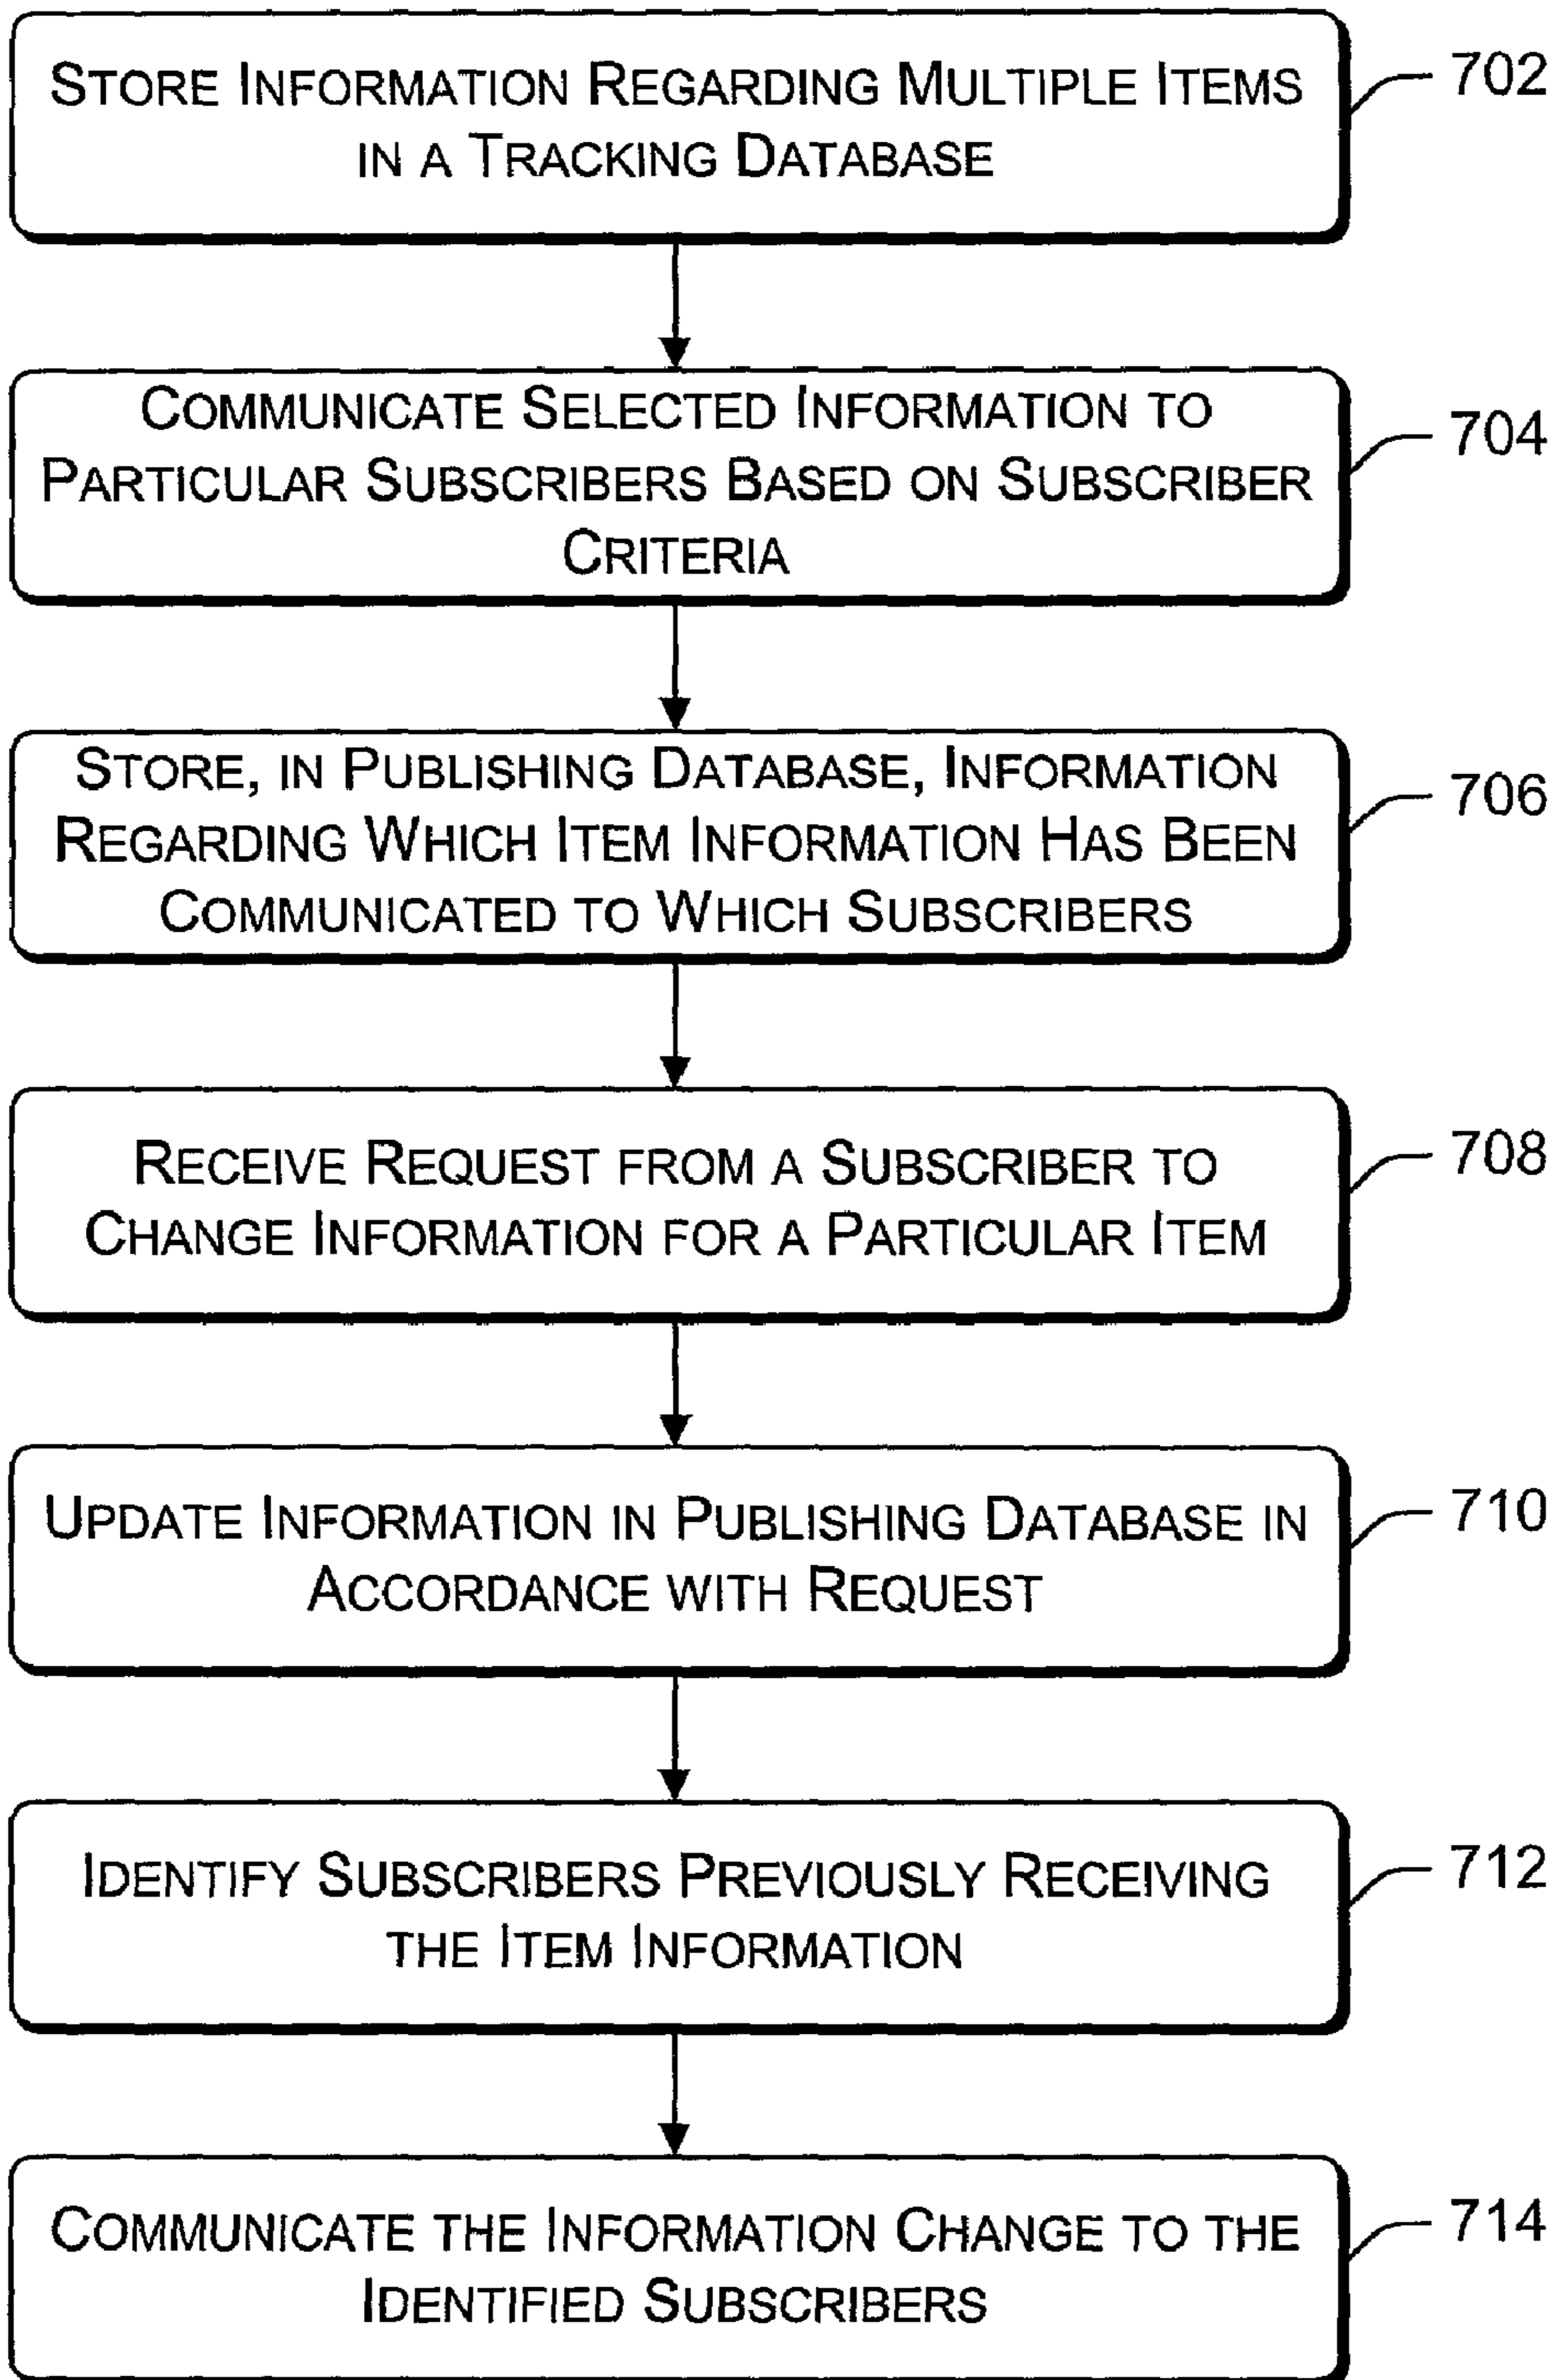 STORE INFORMATION REGARDING MULTIPLE ITEMS
IN A TRACKING DATABASE
702
COMMUNICATE SELECTED INFORMATION TO
PARTICULAR SUBSCRIBERS BASED ON SUBSCRIBER
CRITERIA
704
STORE, IN PUBLISHING DATABASE, INFORMATION
REGARDING WHICH ITEM INFORMATION HAS BEEN
COMMUNICATED TO WHICH SUBSCRIBERS
706
RECEIVE REQUEST FROM A SUBSCRIBER TO
CHANGE INFORMATION FOR A PARTICULAR ITEM
708
UPDATE INFORMATION IN PUBLISHING DATABASE IN
ACCORDANCE WITH REQUEST
710
IDENTIFY SUBSCRIBERS PREVIOUSLY RECEIVING
THE ITEM INFORMATION
712
COMMUNICATE THE INFORMATION CHANGE TO THE
IDENTIFIED SUBSCRIBERS
714